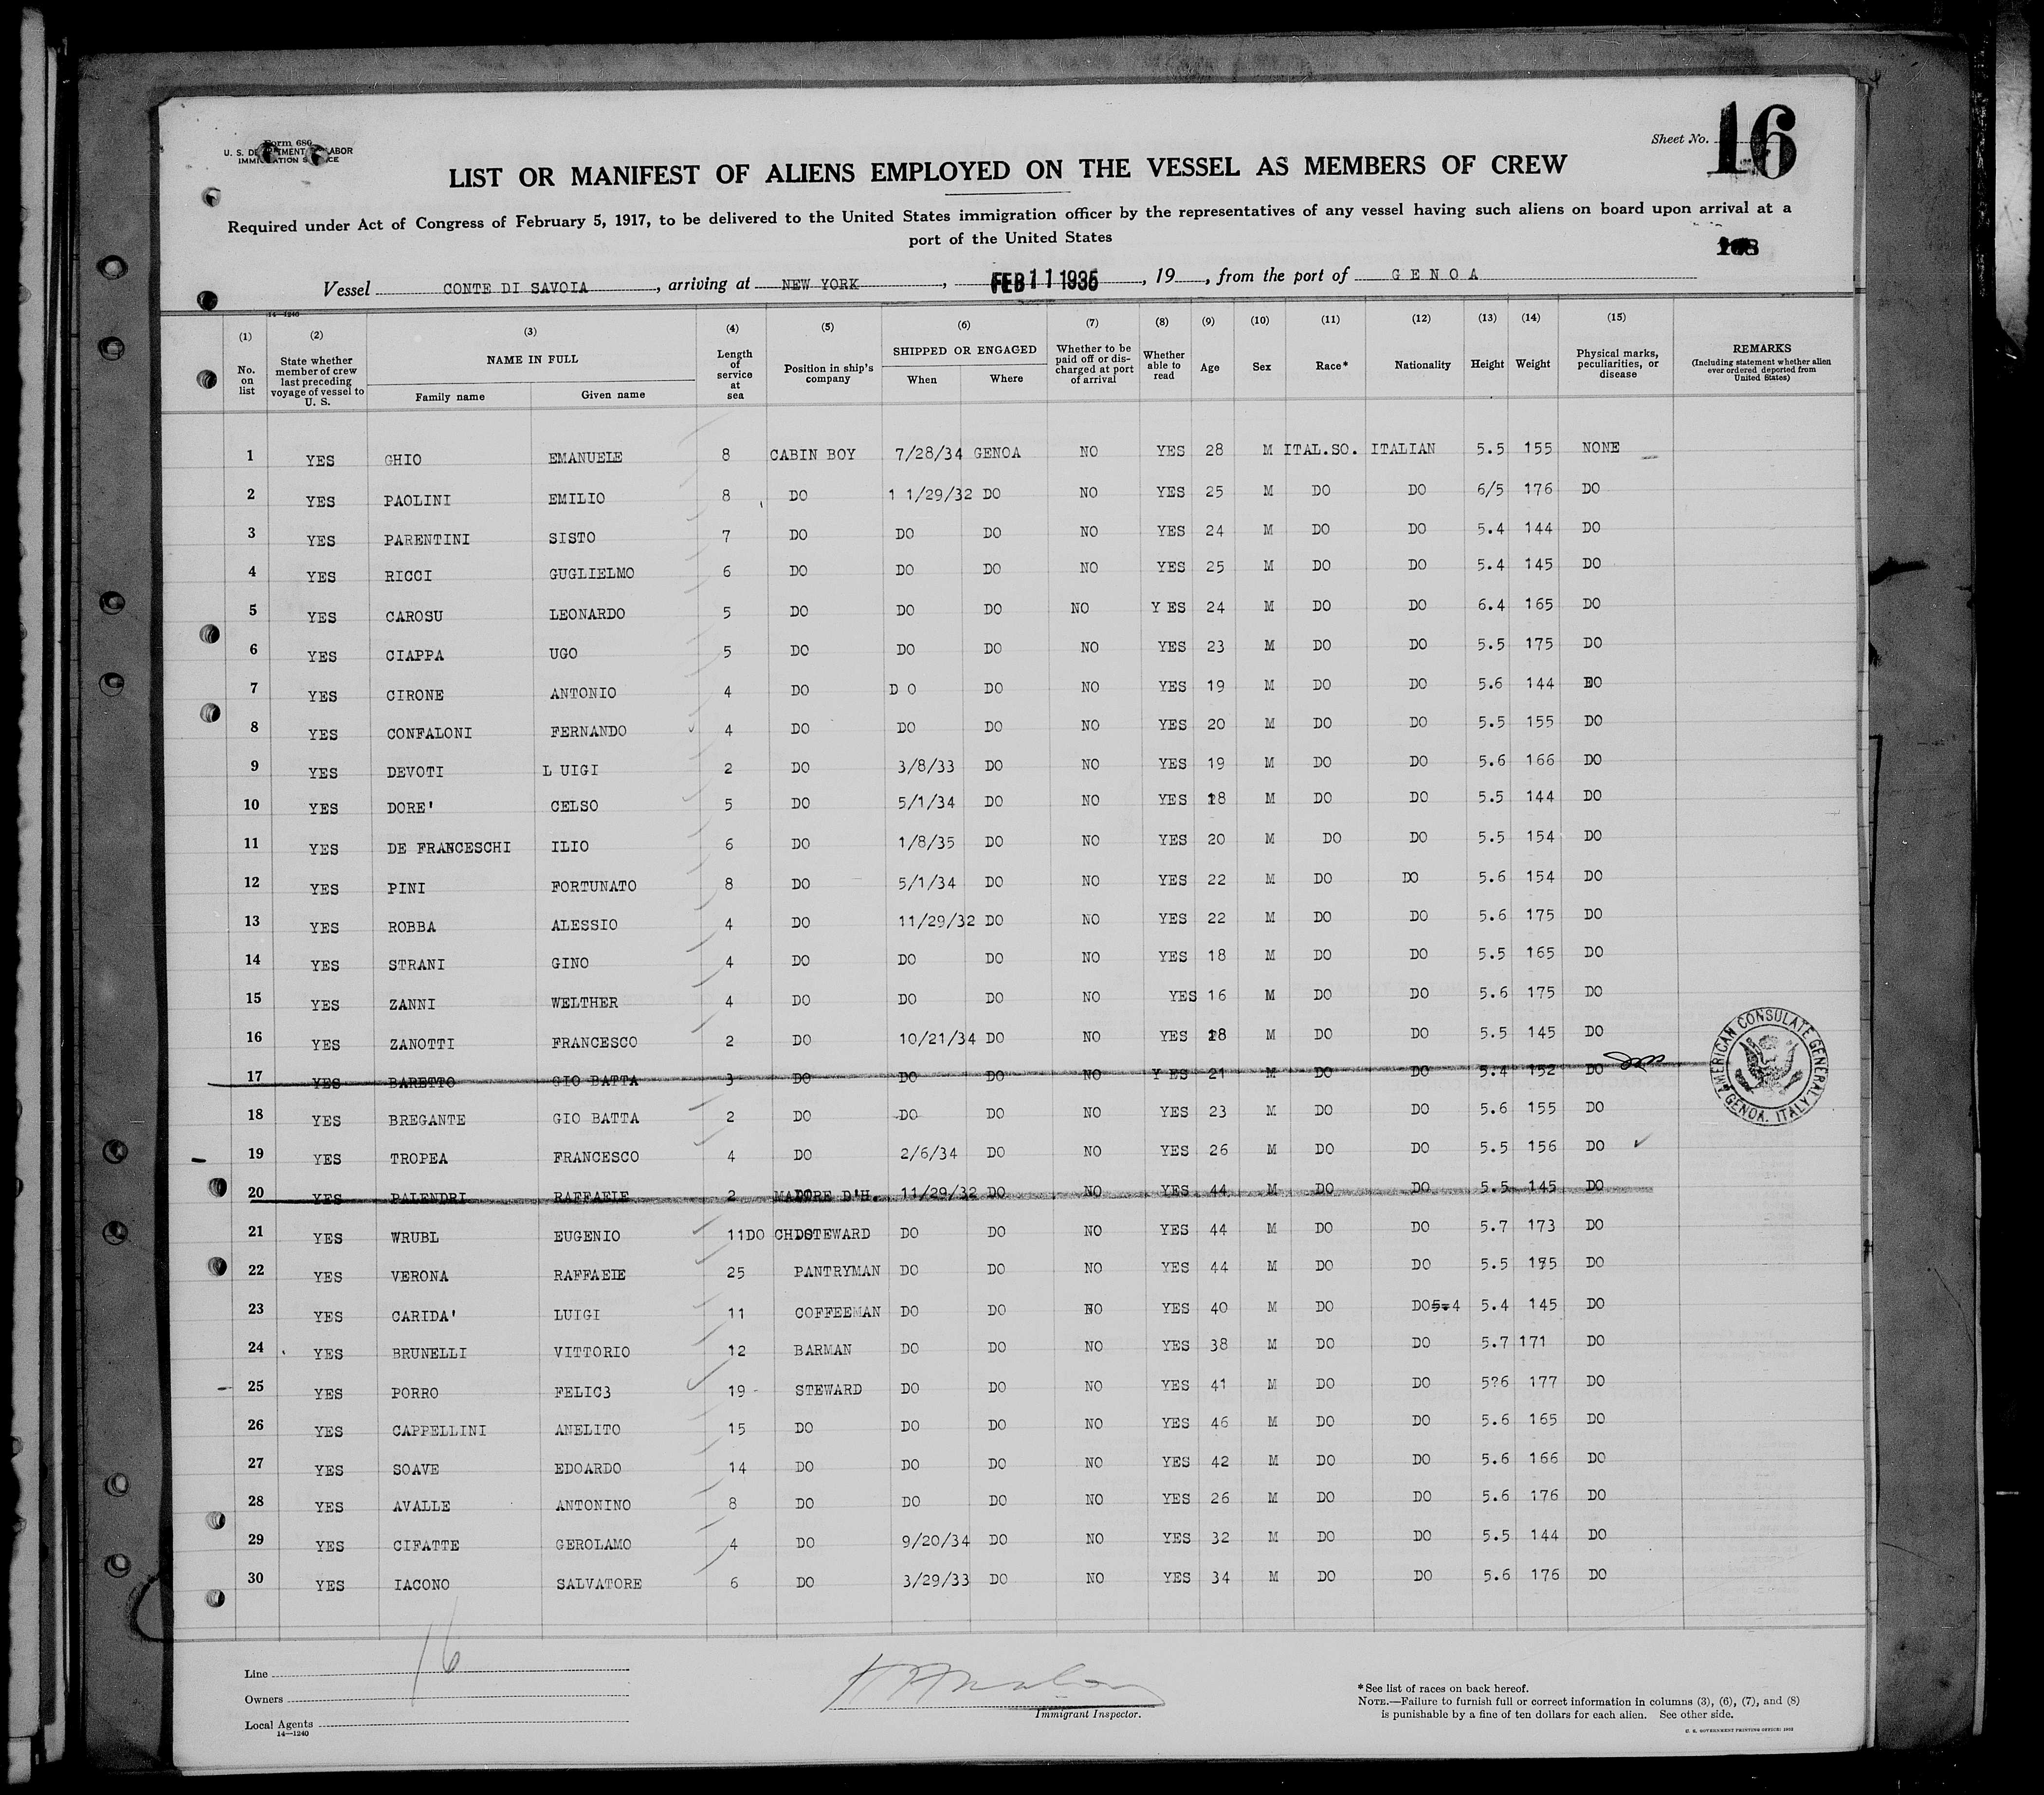 Form 680
U. S. DEPARTMENT OF LABOR
IMMIGRATION SERVICE
Sheet No. 16
LIST OR MANIFEST OF ALIENS EMPLOYED ON THE VESSEL AS MEMBERS OF CREW
Required under Act of Congress of February 5, 1917, to be delivered to the United States immigration officer by the representatives of any vessel having such aliens on board upon arrival at a
port of the United States
Vessel CONTE DI SAVOIA, arriving at NEW YORK, FEB 11 1935, 19, from the port of GENOA
14—1240
(1) (2) (3) (4) (5) (6) (7) (8) (9) (10) (11) (12) (13) (14) (15)
No. on list
State whether member of crew last preceding voyage of vessel to U. S.
NAME IN FULL
Family name
Given name
Length of service at sea
Position in ship's company
SHIPPED OR ENGAGED
When
Where
Whether to be paid off or discharged at port of arrival
Whether able to read
Age
Sex
Race*
Nationality
Height
Weight
Physical marks, peculiarities, or disease
REMARKS
(Including statement whether alien ever ordered deported from United States)
1 YES GHIO EMANUELE 8 CABIN BOY 7/28/34 GENOA NO YES 28 M ITAL.SO. ITALIAN 5.5 155 NONE
2 YES PAOLINI EMILIO 8 DO 1 1/29/32 DO NO YES 25 M DO DO 6/5 176 DO
3 YES PARENTINI SISTO 7 DO DO DO NO YES 24 M DO DO 5.4 144 DO
4 YES RICCI GUGLIELMO 6 DO DO DO NO YES 25 M DO DO 5.4 145 DO
5 YES CAROSU LEONARDO 5 DO DO DO NO Y ES 24 M DO DO 6.4 165 DO
6 YES CIAPPA UGO 5 DO DO DO NO YES 23 M DO DO 5.5 175 DO
7 YES CIRONE ANTONIO 4 DO D O DO NO YES 19 M DO DO 5.6 144 DO
8 YES CONFALONI FERNANDO 4 DO DO DO NO YES 20 M DO DO 5.5 155 DO
9 YES DEVOTI L UIGI 2 DO 3/8/33 DO NO YES 19 M DO DO 5.6 166 DO
10 YES DORE' CELSO 5 DO 5/1/34 DO NO YES 18 M DO DO 5.5 144 DO
11 YES DE FRANCESCHI ILIO 6 DO 1/8/35 DO NO YES 20 M DO DO 5.5 154 DO
12 YES PINI FORTUNATO 8 DO 5/1/34 DO NO YES 22 M DO DO 5.6 154 DO
13 YES ROBBA ALESSIO 4 DO 11/29/32 DO NO YES 22 M DO DO 5.6 175 DO
14 YES STRANI GINO 4 DO DO DO NO YES 18 M DO DO 5.5 165 DO
15 YES ZANNI WELTHER 4 DO DO DO NO YES 16 M DO DO 5.6 175 DO
16 YES ZANOTTI FRANCESCO 2 DO 10/21/34 DO NO YES 18 M DO DO 5.5 145 DO
17 YES BARETTO GIO BATTA 3 DO DO DO NO Y ES 21 M DO DO 5.4 152 DO
AMERICAN CONSULATE GENERAL GENOA, ITALY
18 YES BREGANTE GIO BATTA 2 DO DO DO NO YES 23 M DO DO 5.6 155 DO
19 YES TROPEA FRANCESCO 4 DO 2/6/34 DO NO YES 26 M DO DO 5.5 156 DO
20 YES PALENDRI RAFFAELE 2 D'H. 11/29/32 DO NO YES 44 M DO DO 5.5 145 DO
21 YES WRUBL EUGENIO 11DO STEWARD DO DO NO YES 44 M DO DO 5.7 173 DO
22 YES VERONA RAFFAELE 25 PANTRYMAN DO DO NO YES 44 M DO DO 5.5 175 DO
23 YES CARIDA' LUIGI 11 COFFEEMAN DO DO NO YES 40 M DO DO5.4 5.4 145 DO
24 YES BRUNELLI VITTORIO 12 BARMAN DO DO NO YES 38 M DO DO 5.7 171 DO
25 YES PORRO FELIC3 19 STEWARD DO DO NO YES 41 M DO DO 5?6 177 DO
26 YES CAPPELLINI ANELITO 15 DO DO DO NO YES 46 M DO DO 5.6 165 DO
27 YES SOAVE EDOARDO 14 DO DO DO NO YES 42 M DO DO 5.6 166 DO
28 YES AVALLE ANTONINO 8 DO DO DO NO YES 26 M DO DO 5.6 176 DO
29 YES CIFATTE GEROLAMO 4 DO 9/20/34 DO NO YES 32 M DO DO 5.5 144 DO
30 YES IACONO SALVATORE 6 DO 3/29/33 DO NO YES 34 M DO DO 5.6 176 DO
16
Line
Owners
Local Agents
14—1240
Immigrant Inspector.
*See list of races on back hereof.
NOTE.—Failure to furnish full or correct information in columns (3), (6), (7), and (8)
is punishable by a fine of ten dollars for each alien. See other side.